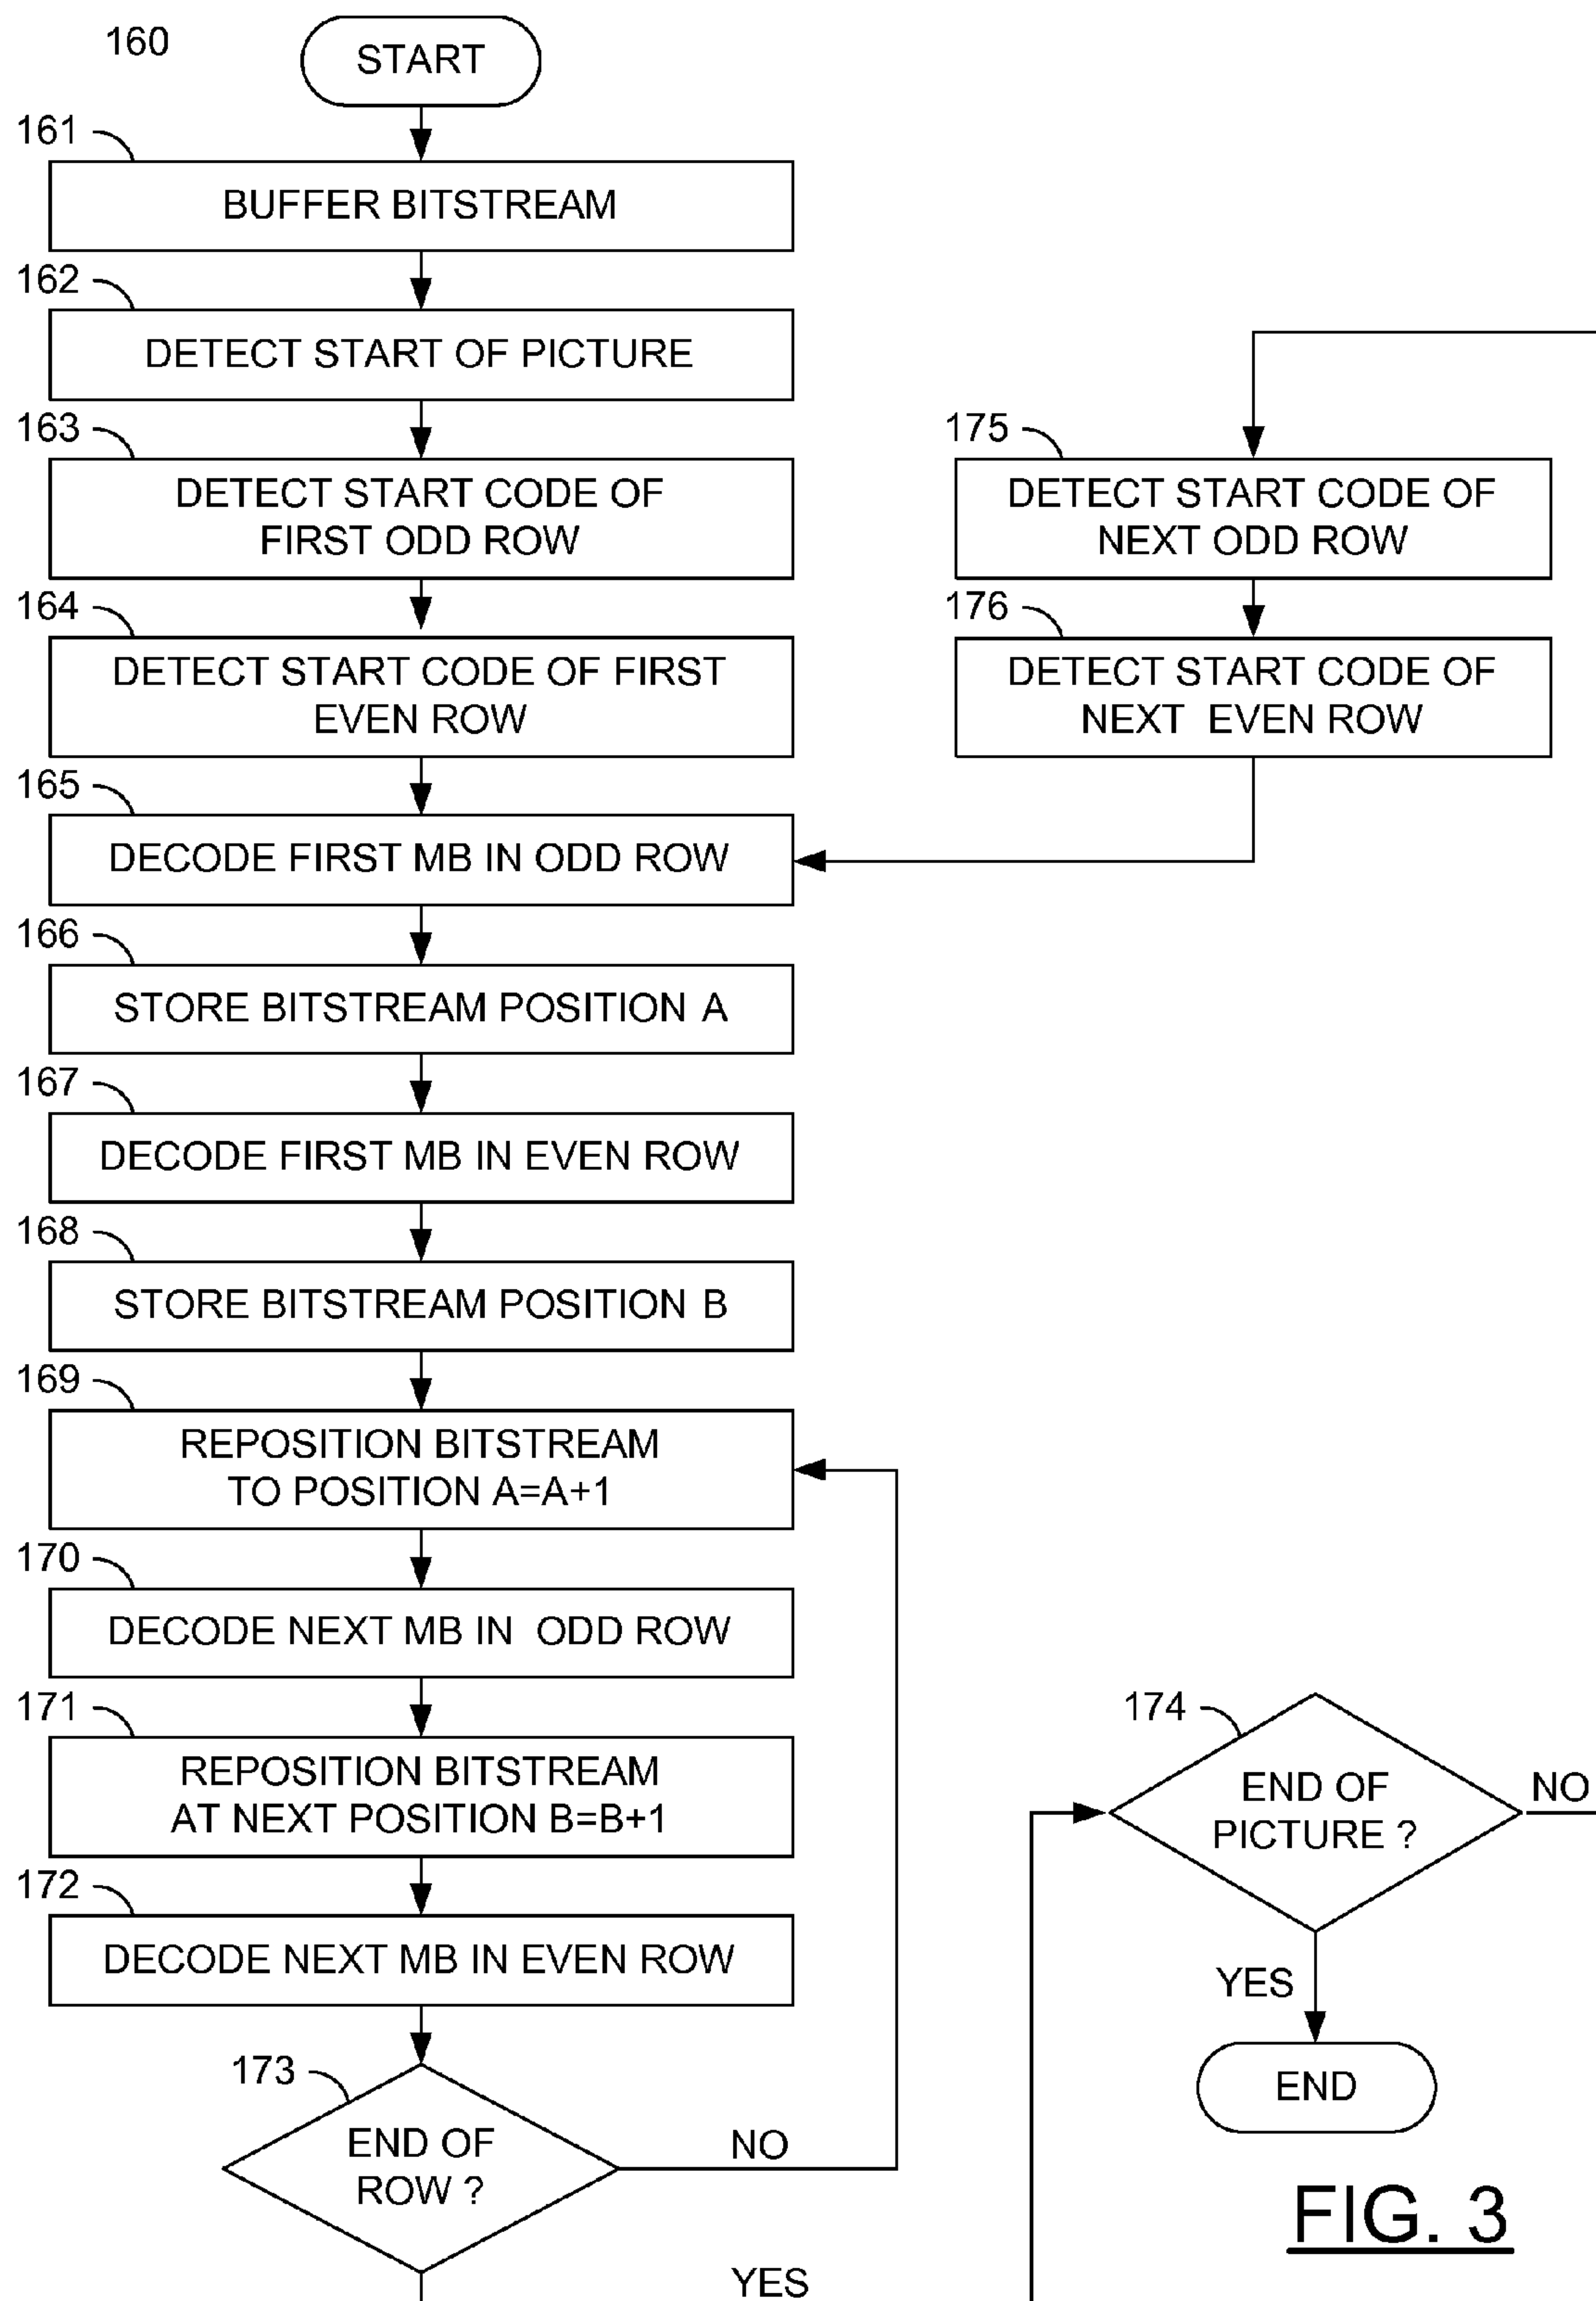 160
START
161
BUFFER BITSTREAM
162
DETECT START OF PICTURE
163
DETECT START CODE OF
FIRST ODD ROW
164
DETECT START CODE OF FIRST
EVEN ROW
165
DECODE FIRST MB IN ODD ROW
166
STORE BITSTREAM POSITION A
167
DECODE FIRST MB IN EVEN ROW
168
STORE BITSTREAM POSITION B
169
REPOSITION BITSTREAM
TO POSITION A=A+1
170
DECODE NEXT MB IN ODD ROW
171
REPOSITION BITSTREAM
AT NEXT POSITION B=B+1
172
DECODE NEXT MB IN EVEN ROW
173
END OF
ROW ?
NO
YES
174
END OF
PICTURE ?
NO
YES
END
175
DETECT START CODE OF
NEXT ODD ROW
176
DETECT START CODE OF
NEXT EVEN ROW
FIG. 3